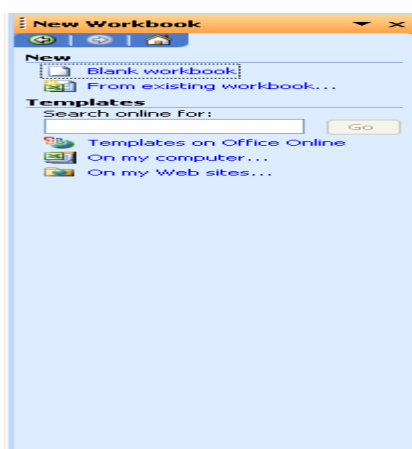 New Workbook
New
Blank workbook
From existing workbook...
Templates
Search online for:
Go
Templates on Office Online
On my computer...
On my Web sites...